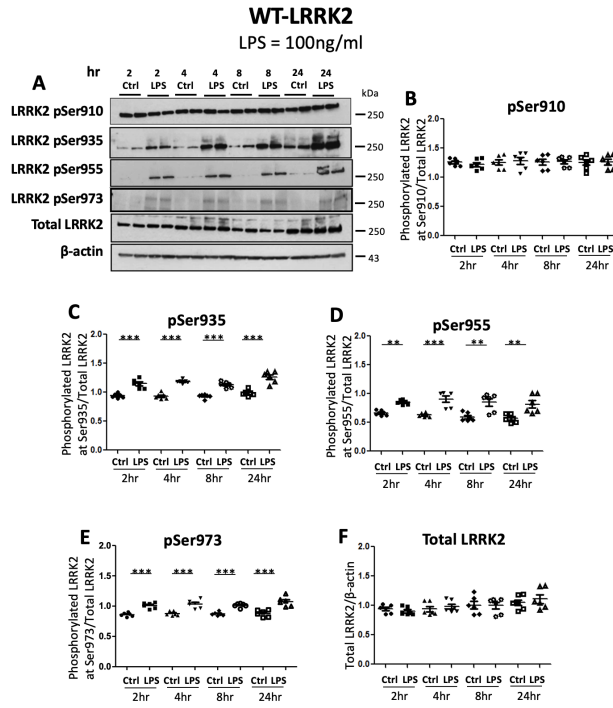 WT-LRRK2
LPS = 100ng/ml
A
hr 2 2 4 4 8 8 24 24
Ctrl LPS Ctrl LPS Ctrl LPS Ctrl LPS
kDa
LRRK2 pSer910
250
LRRK2 pSer935
250
LRRK2 pSer955
250
LRRK2 pSer973
250
Total LRRK2
250
β-actin
43
B
pSer910
Phosphorylated LRRK2
at Ser910/Total LRRK2
2.0
1.5
1.0
0.5
0.0
Ctrl LPS Ctrl LPS Ctrl LPS Ctrl LPS
2hr 4hr 8hr 24hr
C
pSer935
Phosphorylated LRRK2
at Ser935/Total LRRK2
2.0
1.5
1.0
0.5
0.0
*** *** *** ***
Ctrl LPS Ctrl LPS Ctrl LPS Ctrl LPS
2hr 4hr 8hr 24hr
D
pSer955
Phosphorylated LRRK2
at Ser955/Total LRRK2
2.0
1.5
1.0
0.5
0.0
** *** ** **
Ctrl LPS Ctrl LPS Ctrl LPS Ctrl LPS
2hr 4hr 8hr 24hr
E
pSer973
Phosphorylated LRRK2
at Ser973/Total LRRK2
2.0
1.5
1.0
0.5
0.0
*** *** *** ***
Ctrl LPS Ctrl LPS Ctrl LPS Ctrl LPS
2hr 4hr 8hr 24hr
F
Total LRRK2
Total LRRK2/β-actin
2.0
1.5
1.0
0.5
0.0
Ctrl LPS Ctrl LPS Ctrl LPS Ctrl LPS
2hr 4hr 8hr 24hr